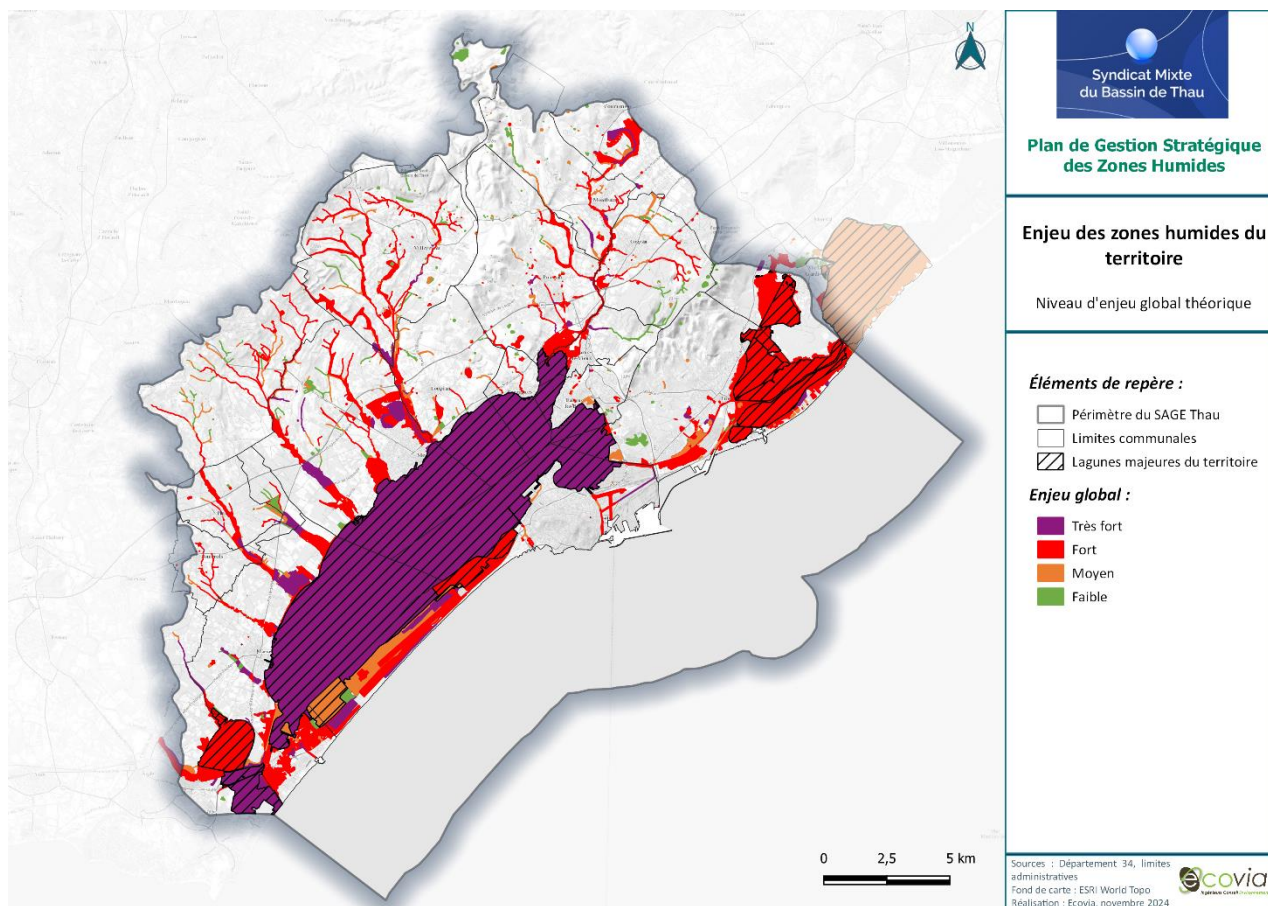 N
Syndicat Mixte
du Bassin de Thau
Plan de Gestion Stratégique
des Zones Humides
Enjeu des zones humides du
territoire
Niveau d'enjeu global théorique
Éléments de repère :
Périmètre du SAGE Thau
Limites communales
Lagunes majeures du territoire
Enjeu global :
Très fort
Fort
Moyen
Faible
0 2,5 5 km
Sources : Département 34, limites
administratives
Fond de carte : ESRI World Topo
Réalisation : Ecovia, novembre 2024
ecovia